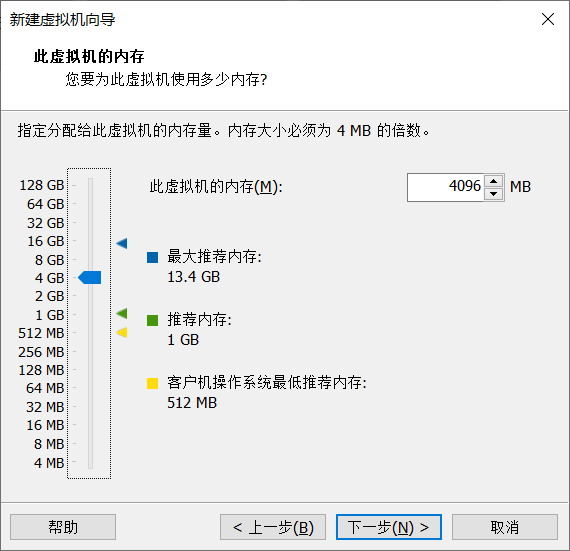 新建虚拟机向导
此虚拟机的内存
您要为此虚拟机使用多少内存?
指定分配给此虚拟机的内存量。内存大小必须为 4 MB 的倍数。
128 GB
64 GB
32 GB
16 GB
8 GB
4 GB
2 GB
1 GB
512 MB
256 MB
128 MB
64 MB
32 MB
16 MB
8 MB
4 MB
此虚拟机的内存(M): 4096 MB
最大推荐内存:
13.4 GB
推荐内存:
1 GB
客户机操作系统最低推荐内存:
512 MB
帮助 < 上一步(B) 下一步(N) > 取消